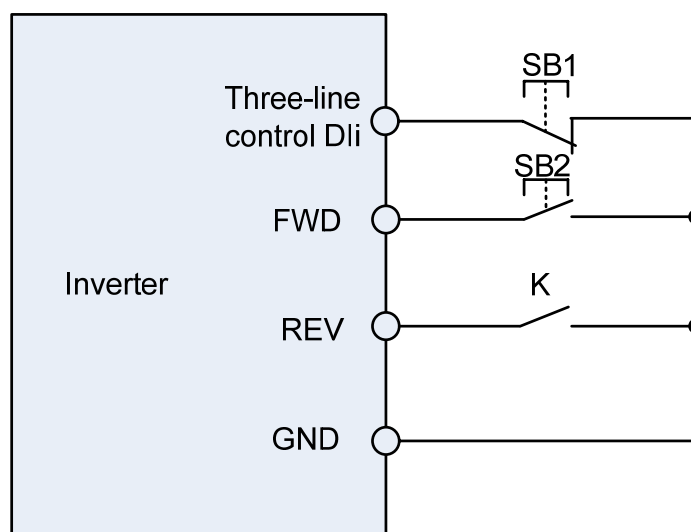 SB1
Three-line
control DIi
SB2
FWD
Inverter
K
REV
GND